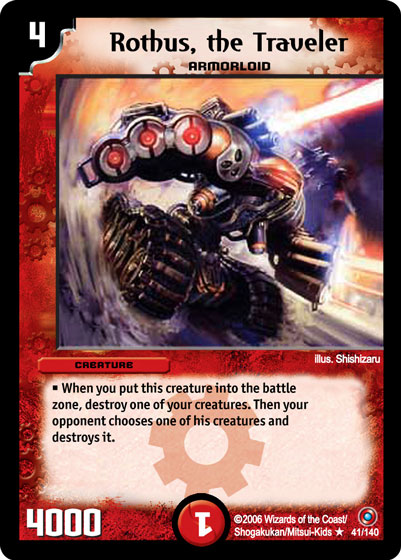 4
Rothus, the Traveler
ARMORLOID
illus. Shishizaru
CREATURE
▪ When you put this creature into the battle
zone, destroy one of your creatures. Then your
opponent chooses one of his creatures and
destroys it.
4000
1
©2006 Wizards of the Coast/
Shogakukan/Mitsui-Kids ★ 41/140